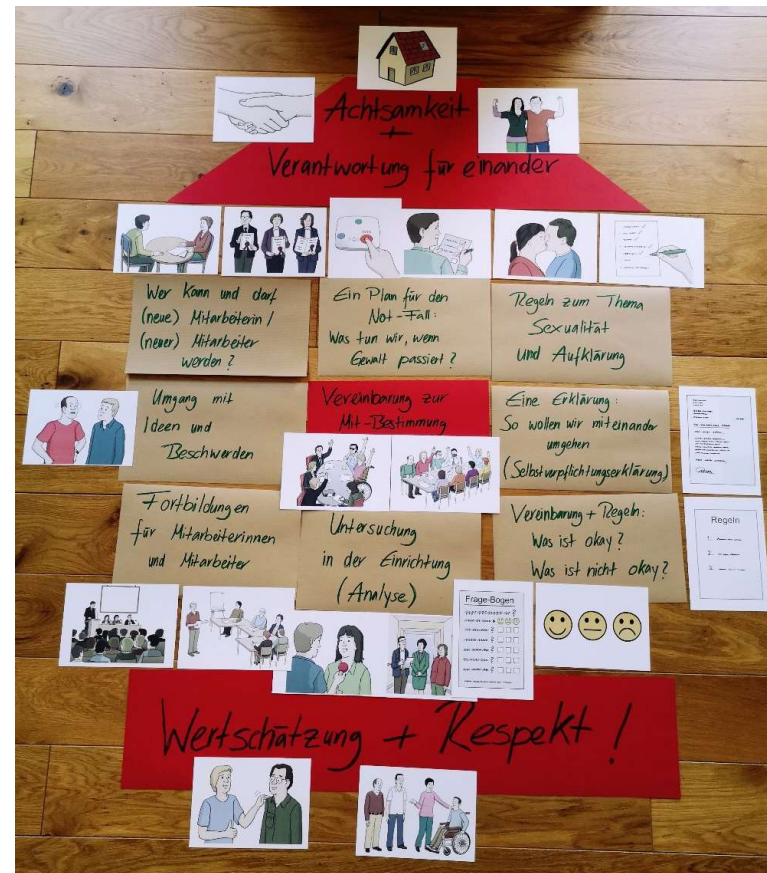 Achtsamkeit
+
Verantwortung für einander
Wer kann und darf
(neue) Mitarbeiterin /
(neuer) Mitarbeiter
werden?
Ein Plan für den
Not-Fall:
Was tun wir, wenn
Gewalt passiert?
Regeln zum Thema
Sexualität
und Aufklärung
Umgang mit
Ideen und
Beschwerden
Vereinbarung zur
Mit-Bestimmung
Eine Erklärung:
So wollen wir miteinander
umgehen
(Selbstverpflichtungserklärung)
Fortbildungen
für Mitarbeiterinnen
und Mitarbeiter
Untersuchung
in der Einrichtung
(Analyse)
Vereinbarung + Regeln:
Was ist okay?
Was ist nicht okay?
Regeln
1.
2.
3.
Frage-Bogen
Wertschätzung + Respekt!